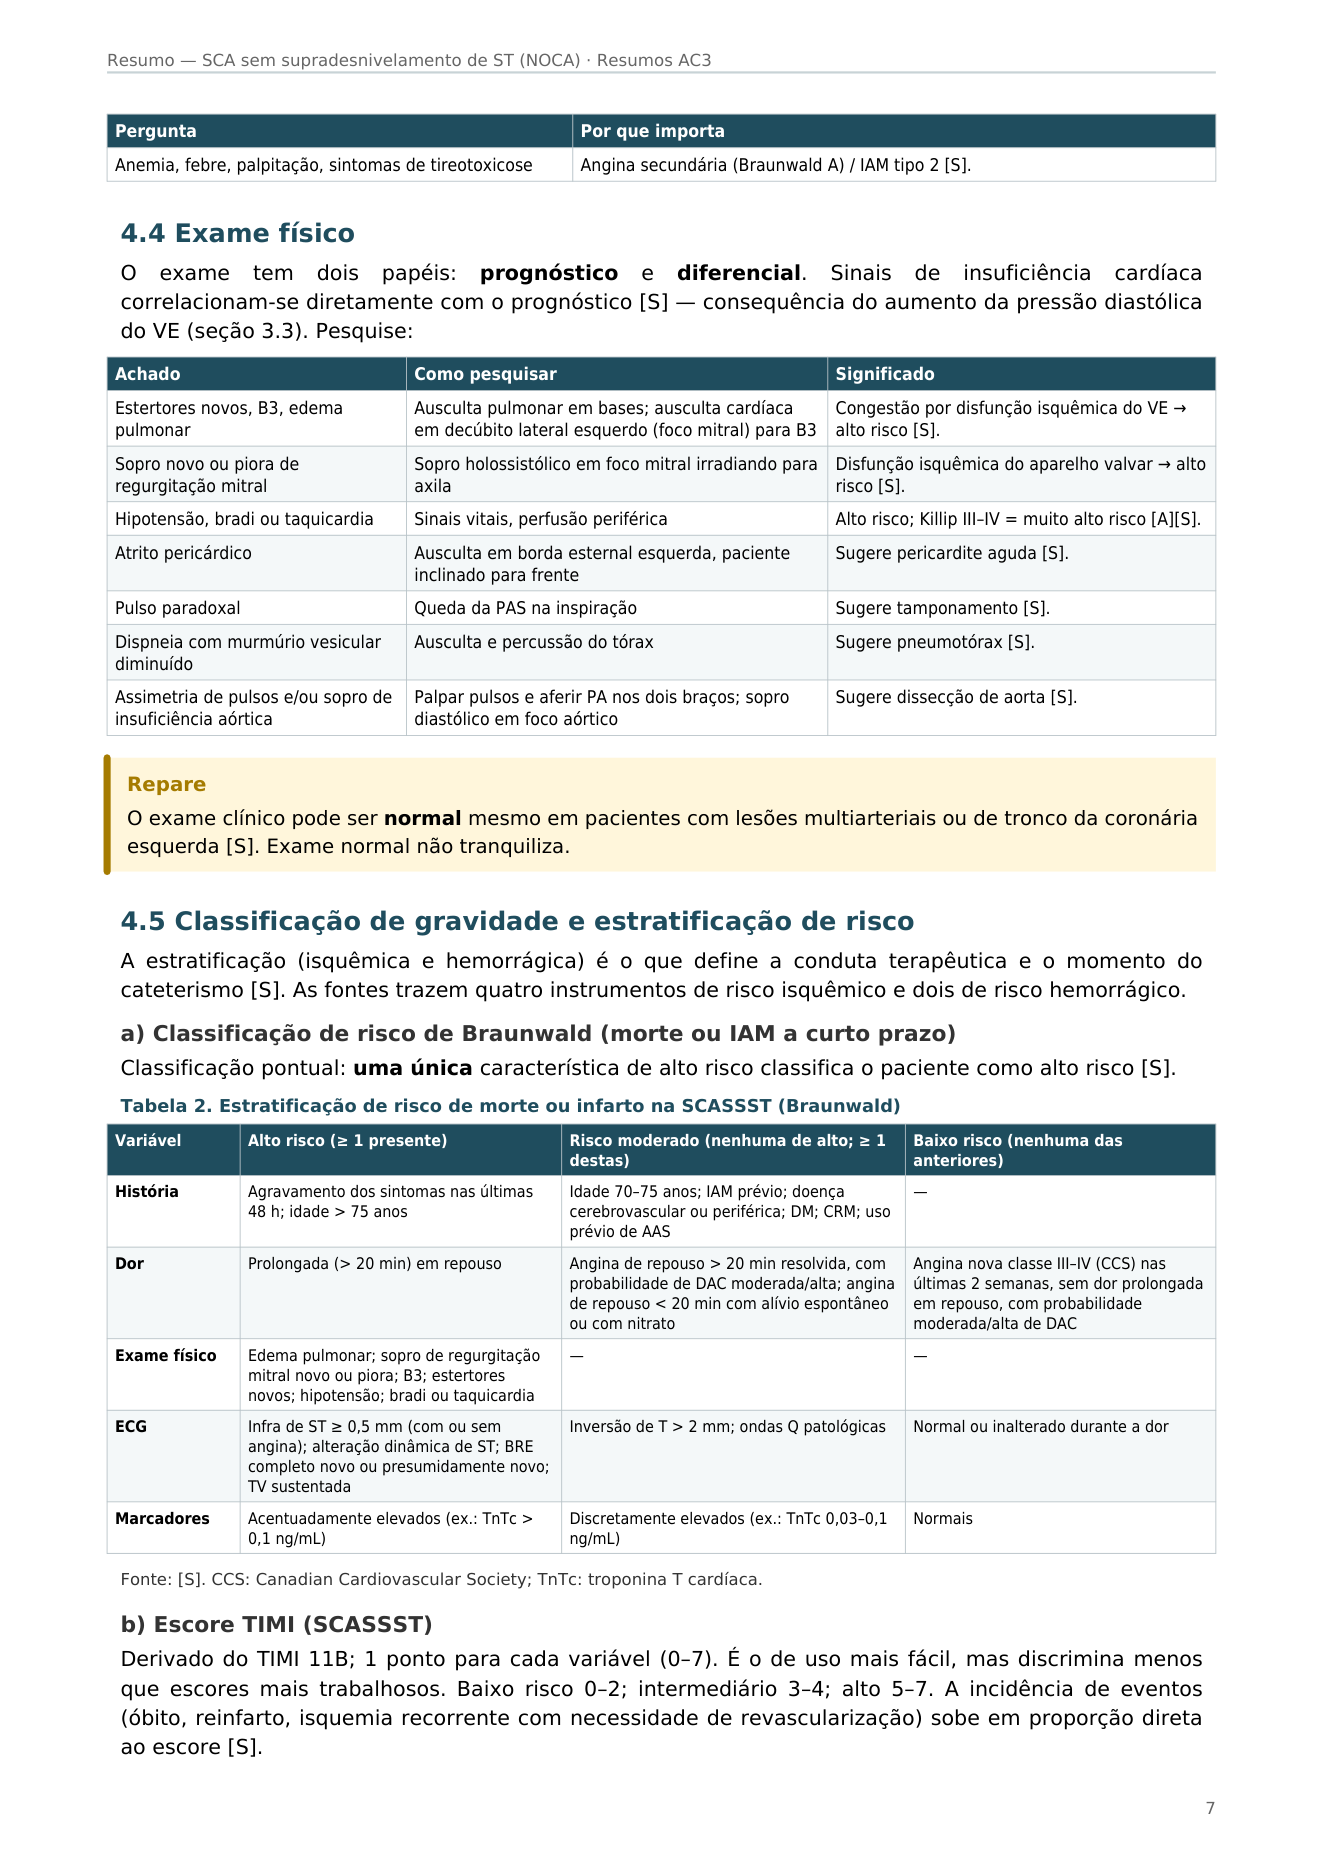 Resumo — SCA sem supradesnivelamento de ST (NOCA) · Resumos AC3
Pergunta
Por que importa
Anemia, febre, palpitação, sintomas de tireotoxicose
Angina secundária (Braunwald A) / IAM tipo 2 [S].
4.4 Exame físico
O exame tem dois papéis: prognóstico e diferencial. Sinais de insuficiência cardíaca
correlacionam-se diretamente com o prognóstico [S] — consequência do aumento da pressão diastólica
do VE (seção 3.3). Pesquise:
Achado
Como pesquisar
Significado
Estertores novos, B3, edema
pulmonar
Ausculta pulmonar em bases; ausculta cardíaca
em decúbito lateral esquerdo (foco mitral) para B3
Congestão por disfunção isquêmica do VE →
alto risco [S].
Sopro novo ou piora de
regurgitação mitral
Sopro holossistólico em foco mitral irradiando para
axila
Disfunção isquêmica do aparelho valvar → alto
risco [S].
Hipotensão, bradi ou taquicardia
Sinais vitais, perfusão periférica
Alto risco; Killip III–IV = muito alto risco [A][S].
Atrito pericárdico
Ausculta em borda esternal esquerda, paciente
inclinado para frente
Sugere pericardite aguda [S].
Pulso paradoxal
Queda da PAS na inspiração
Sugere tamponamento [S].
Dispneia com murmúrio vesicular
diminuído
Ausculta e percussão do tórax
Sugere pneumotórax [S].
Assimetria de pulsos e/ou sopro de
insuficiência aórtica
Palpar pulsos e aferir PA nos dois braços; sopro
diastólico em foco aórtico
Sugere dissecção de aorta [S].
Repare
O exame clínico pode ser normal mesmo em pacientes com lesões multiarteriais ou de tronco da coronária
esquerda [S]. Exame normal não tranquiliza.
4.5 Classificação de gravidade e estratificação de risco
A estratificação (isquêmica e hemorrágica) é o que define a conduta terapêutica e o momento do
cateterismo [S]. As fontes trazem quatro instrumentos de risco isquêmico e dois de risco hemorrágico.
a) Classificação de risco de Braunwald (morte ou IAM a curto prazo)
Classificação pontual: uma única característica de alto risco classifica o paciente como alto risco [S].
Tabela 2. Estratificação de risco de morte ou infarto na SCASSST (Braunwald)
Variável
Alto risco (≥ 1 presente)
Risco moderado (nenhuma de alto; ≥ 1
destas)
Baixo risco (nenhuma das
anteriores)
História
Agravamento dos sintomas nas últimas
48 h; idade > 75 anos
Idade 70–75 anos; IAM prévio; doença
cerebrovascular ou periférica; DM; CRM; uso
prévio de AAS
—
Dor
Prolongada (> 20 min) em repouso
Angina de repouso > 20 min resolvida, com
probabilidade de DAC moderada/alta; angina
de repouso < 20 min com alívio espontâneo
ou com nitrato
Angina nova classe III–IV (CCS) nas
últimas 2 semanas, sem dor prolongada
em repouso, com probabilidade
moderada/alta de DAC
Exame físico
Edema pulmonar; sopro de regurgitação
mitral novo ou piora; B3; estertores
novos; hipotensão; bradi ou taquicardia
—
—
ECG
Infra de ST ≥ 0,5 mm (com ou sem
angina); alteração dinâmica de ST; BRE
completo novo ou presumidamente novo;
TV sustentada
Inversão de T > 2 mm; ondas Q patológicas
Normal ou inalterado durante a dor
Marcadores
Acentuadamente elevados (ex.: TnTc >
0,1 ng/mL)
Discretamente elevados (ex.: TnTc 0,03–0,1
ng/mL)
Normais
Fonte: [S]. CCS: Canadian Cardiovascular Society; TnTc: troponina T cardíaca.
b) Escore TIMI (SCASSST)
Derivado do TIMI 11B; 1 ponto para cada variável (0–7). É o de uso mais fácil, mas discrimina menos
que escores mais trabalhosos. Baixo risco 0–2; intermediário 3–4; alto 5–7. A incidência de eventos
(óbito, reinfarto, isquemia recorrente com necessidade de revascularização) sobe em proporção direta
ao escore [S].
7